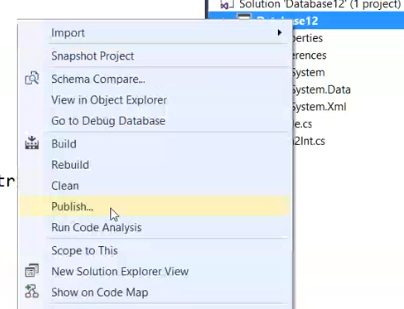 Solution 'Database12' (1 project)
Database12
Import
perties
Snapshot Project
erences
Schema Compare...
System
View in Object Explorer
System.Data
Go to Debug Database
System.Xml
e.cs
Build
n2Int.cs
Rebuild
tr
Clean
Publish...
Run Code Analysis
Scope to This
New Solution Explorer View
Show on Code Map